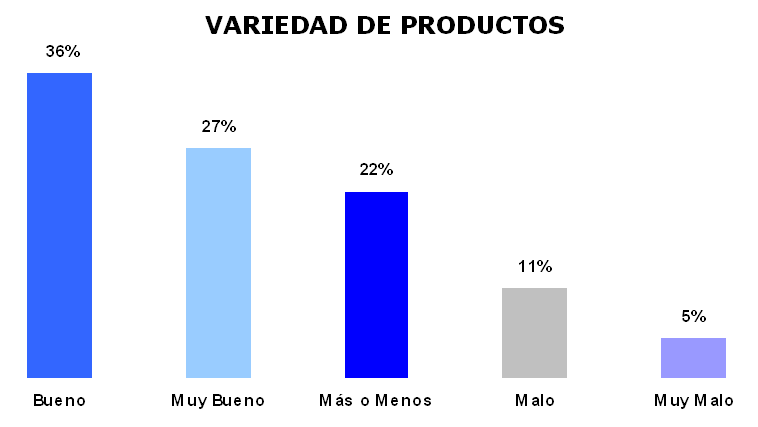 VARIEDAD DE PRODUCTOS
36%
27%
22%
11%
5%
Bueno
Muy Bueno
Más o Menos
Malo
Muy Malo